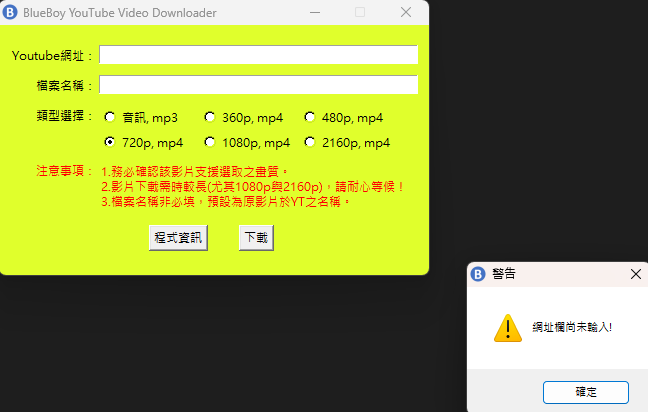 BlueBoy YouTube Video Downloader
Youtube網址：
檔案名稱：
類型選擇： 音訊, mp3 360p, mp4 480p, mp4
720p, mp4 1080p, mp4 2160p, mp4
注意事項： 1.務必確認該影片支援選取之畫質。
2.影片下載需時較長(尤其1080p與2160p)，請耐心等候！
3.檔案名稱非必填，預設為原影片於YT之名稱。
程式資訊 下載
B 警告
網址欄尚未輸入!
確定